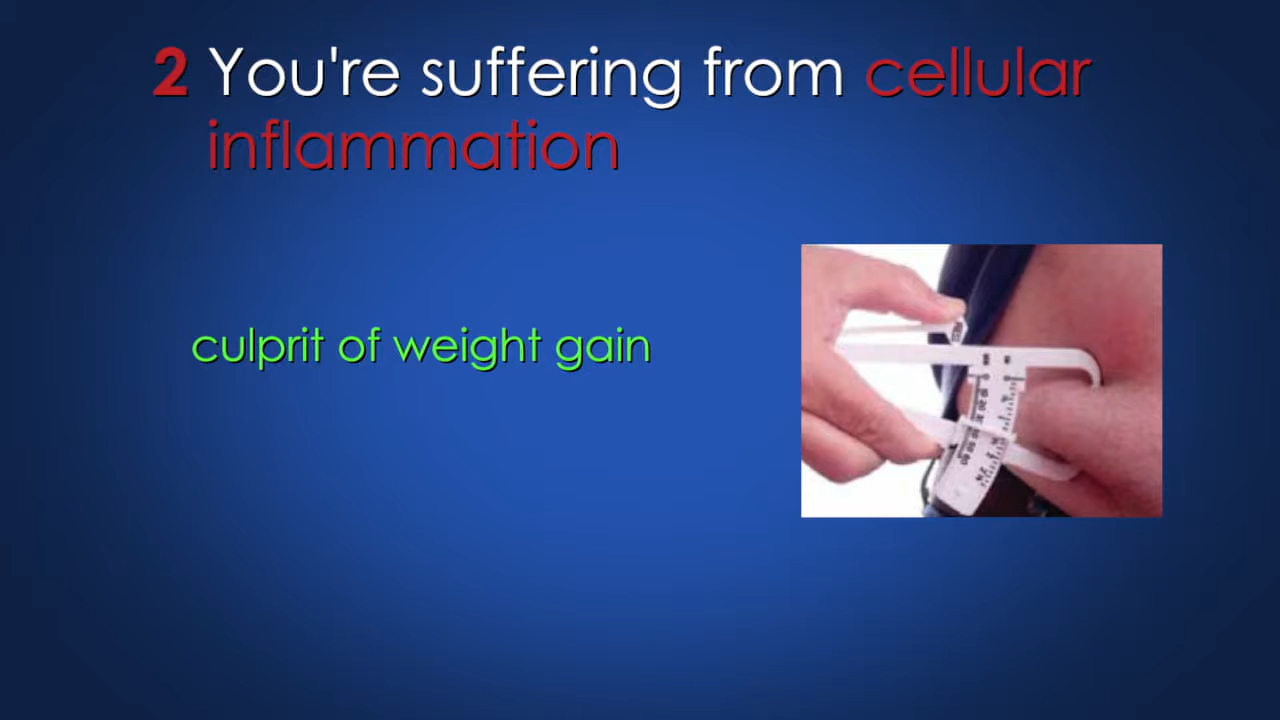 2 You're suffering from cellular
inflammation
culprit of weight gain